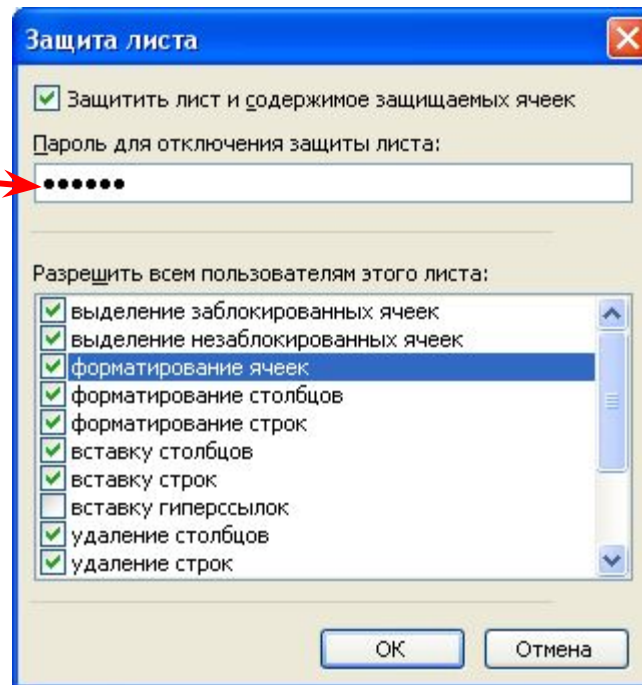 Защита листа
Защитить лист и содержимое защищаемых ячеек
Пароль для отключения защиты листа:
••••••
Разрешить всем пользователям этого листа:
выделение заблокированных ячеек
выделение незаблокированных ячеек
форматирование ячеек
форматирование столбцов
форматирование строк
вставку столбцов
вставку строк
вставку гиперссылок
удаление столбцов
удаление строк
ОК Отмена